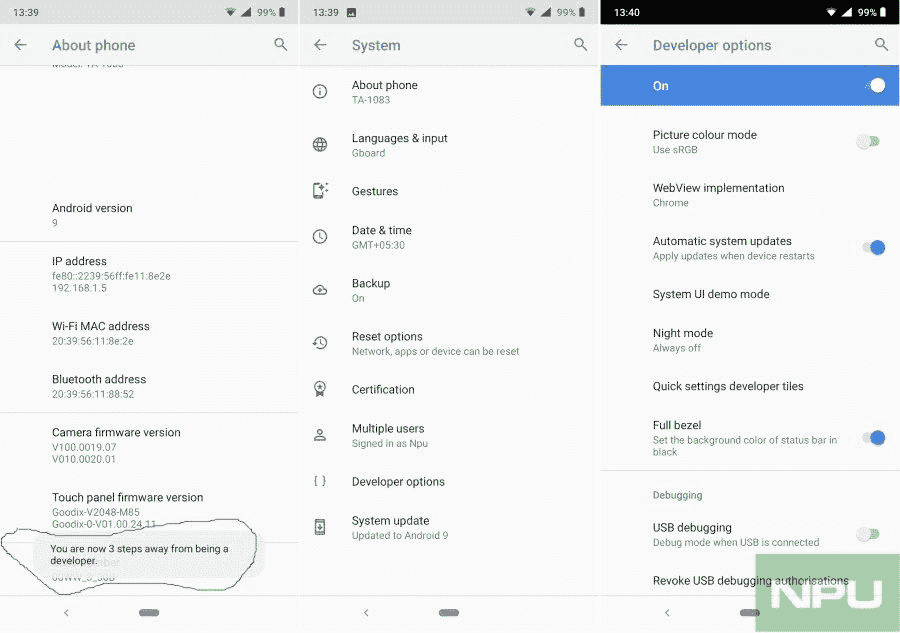 13:39
99%
About phone
Model: TA-1083
Android version
9
IP address
fe80::2239:56ff:fe11:8e2e
192.168.1.5
Wi-Fi MAC address
20:39:56:11:8e:2e
Bluetooth address
20:39:56:11:88:52
Camera firmware version
V100.0019.07
V010.0020.01
Touch panel firmware version
Goodix-V2048-M85
Goodix-0-V01.00.24.11
You are now 3 steps away from being a
developer.
13:39
99%
System
About phone
TA-1083
Languages & input
Gboard
Gestures
Date & time
GMT+05:30
Backup
On
Reset options
Network, apps or device can be reset
Certification
Multiple users
Signed in as Npu
Developer options
System update
Updated to Android 9
13:40
99%
Developer options
On
Picture colour mode
Use sRGB
WebView implementation
Chrome
Automatic system updates
Apply updates when device restarts
System UI demo mode
Night mode
Always off
Quick settings developer tiles
Full bezel
Set the background color of status bar in
black
Debugging
USB debugging
Debug mode when USB is connected
Revoke USB debugging authorisations
NPU